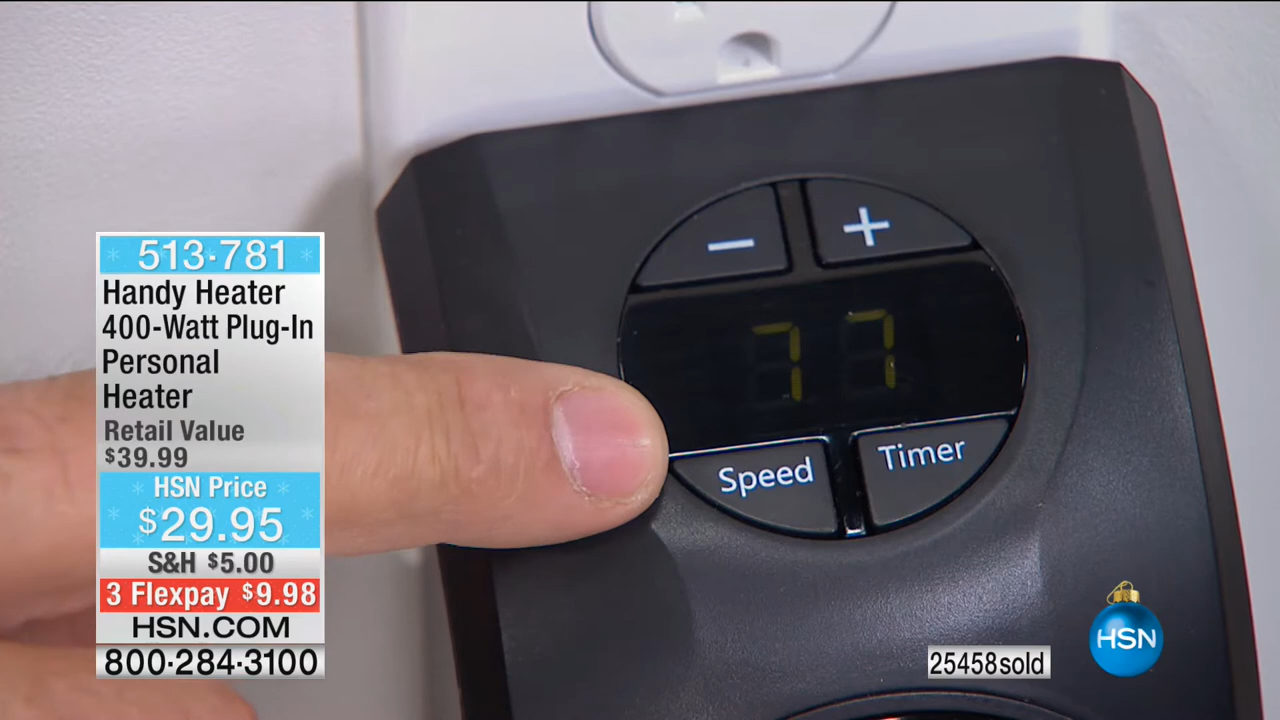 513·781
Handy Heater
400-Watt Plug-In
Personal
Heater
Retail Value
$39.99
HSN Price
$29.95
S&H $5.00
3 Flexpay $9.98
HSN.COM
800·284·3100
− +
77
Speed Timer
25458sold
HSN